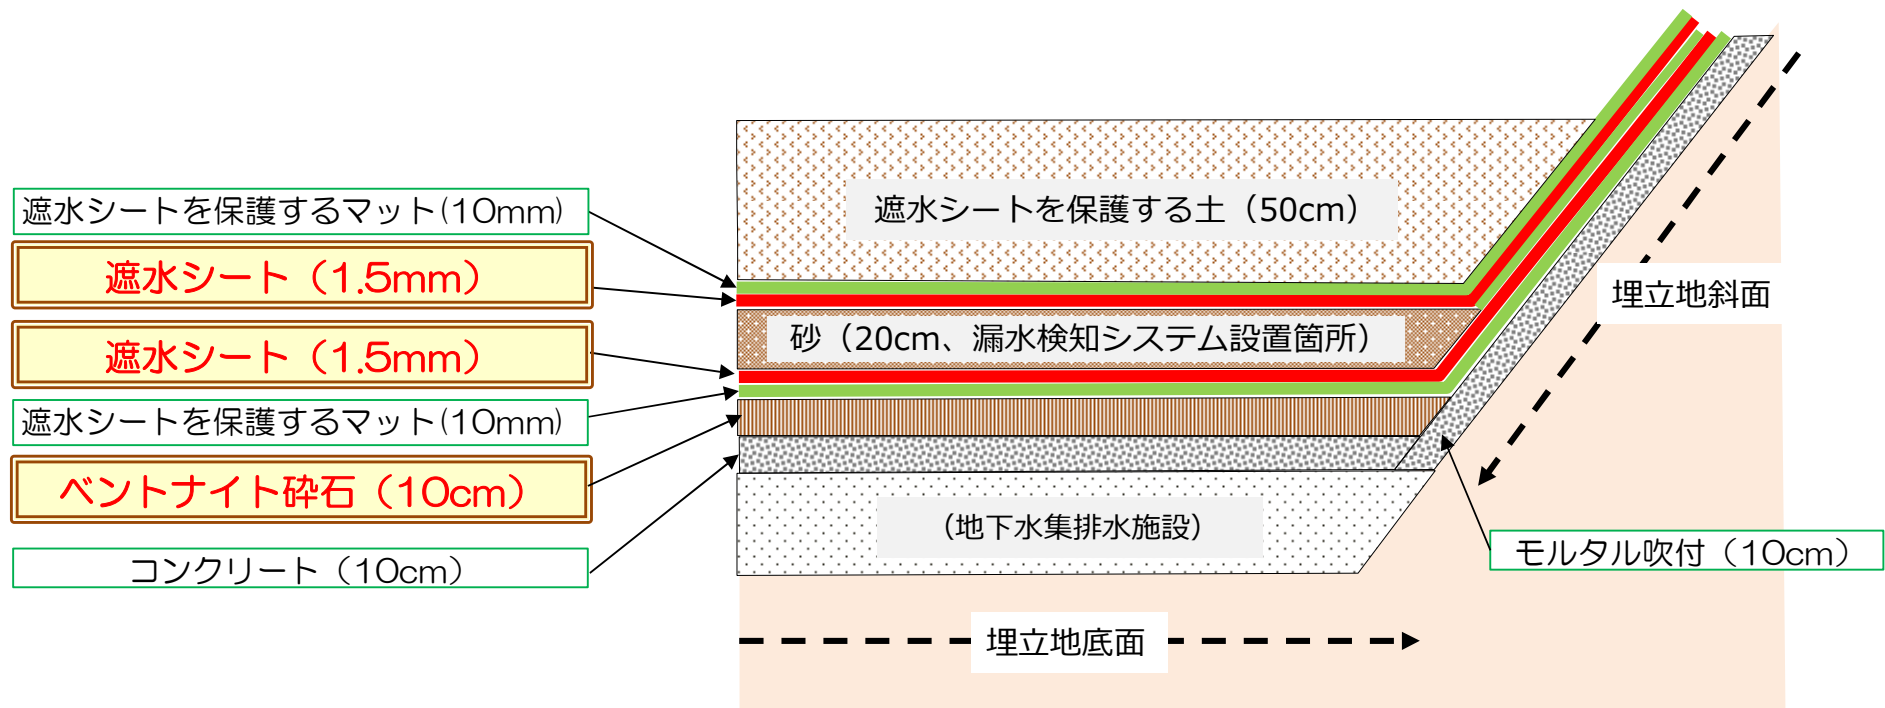 遮水シートを保護するマット(10mm)
遮水シート（1.5mm）
遮水シート（1.5mm）
遮水シートを保護するマット(10mm)
ベントナイト砕石（10cm）
コンクリート（10cm）
遮水シートを保護する土（50cm）
砂（20cm、漏水検知システム設置箇所）
（地下水集排水施設）
埋立地底面
埋立地斜面
モルタル吹付（10cm）